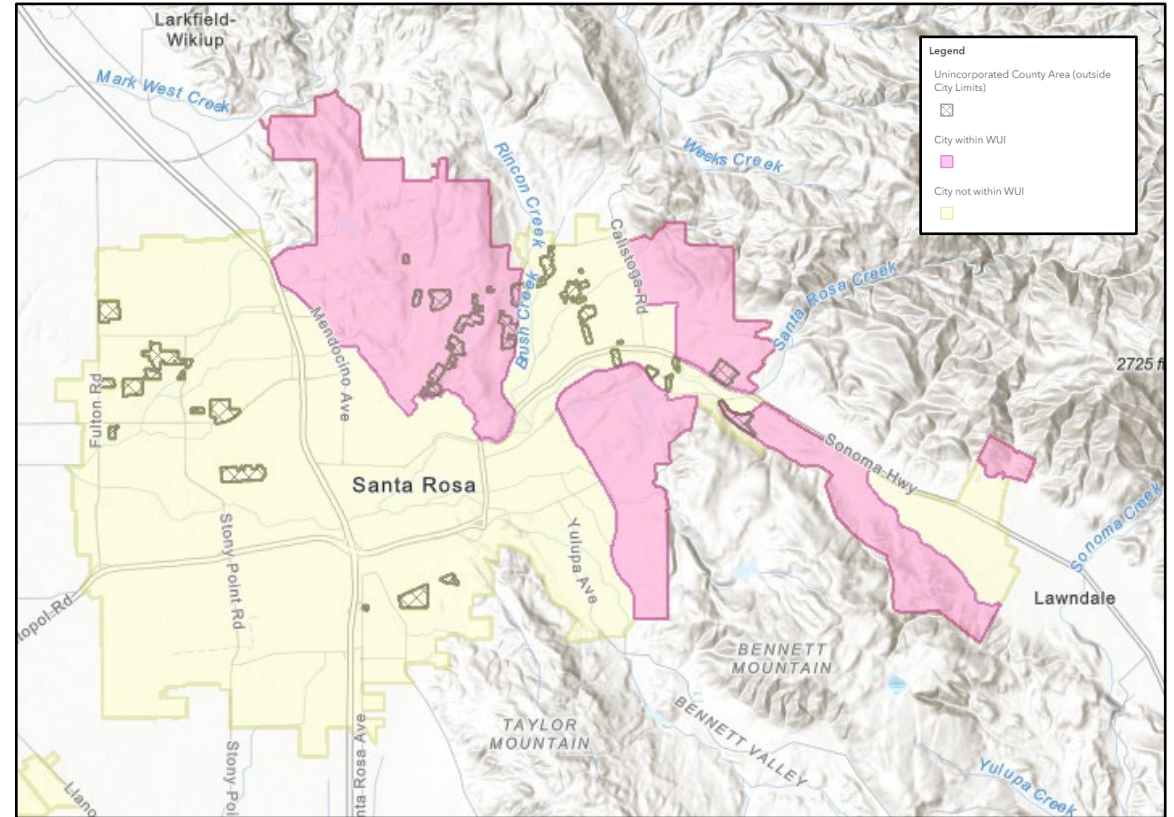 Larkfield-
Wikiup
Mark West Creek
Rincon Creek
Weeks Creek
Legend
Unincorporated County Area (outside
City Limits)
City within WUI
City not within WUI
Calistoga Rd
Brush Creek
Santa Rosa Creek
Mendocino Ave
2725 f
Fulton Rd
Sonoma Hwy
Santa Rosa
Stony Point Rd
Yulupa Ave
Sonoma Creek
topol Rd
Lawndale
BENNETT
MOUNTAIN
TAYLOR
MOUNTAIN
BENNETT VALLEY
Stony Poi
nta Rosa Ave
Llano
Yulupa Creek